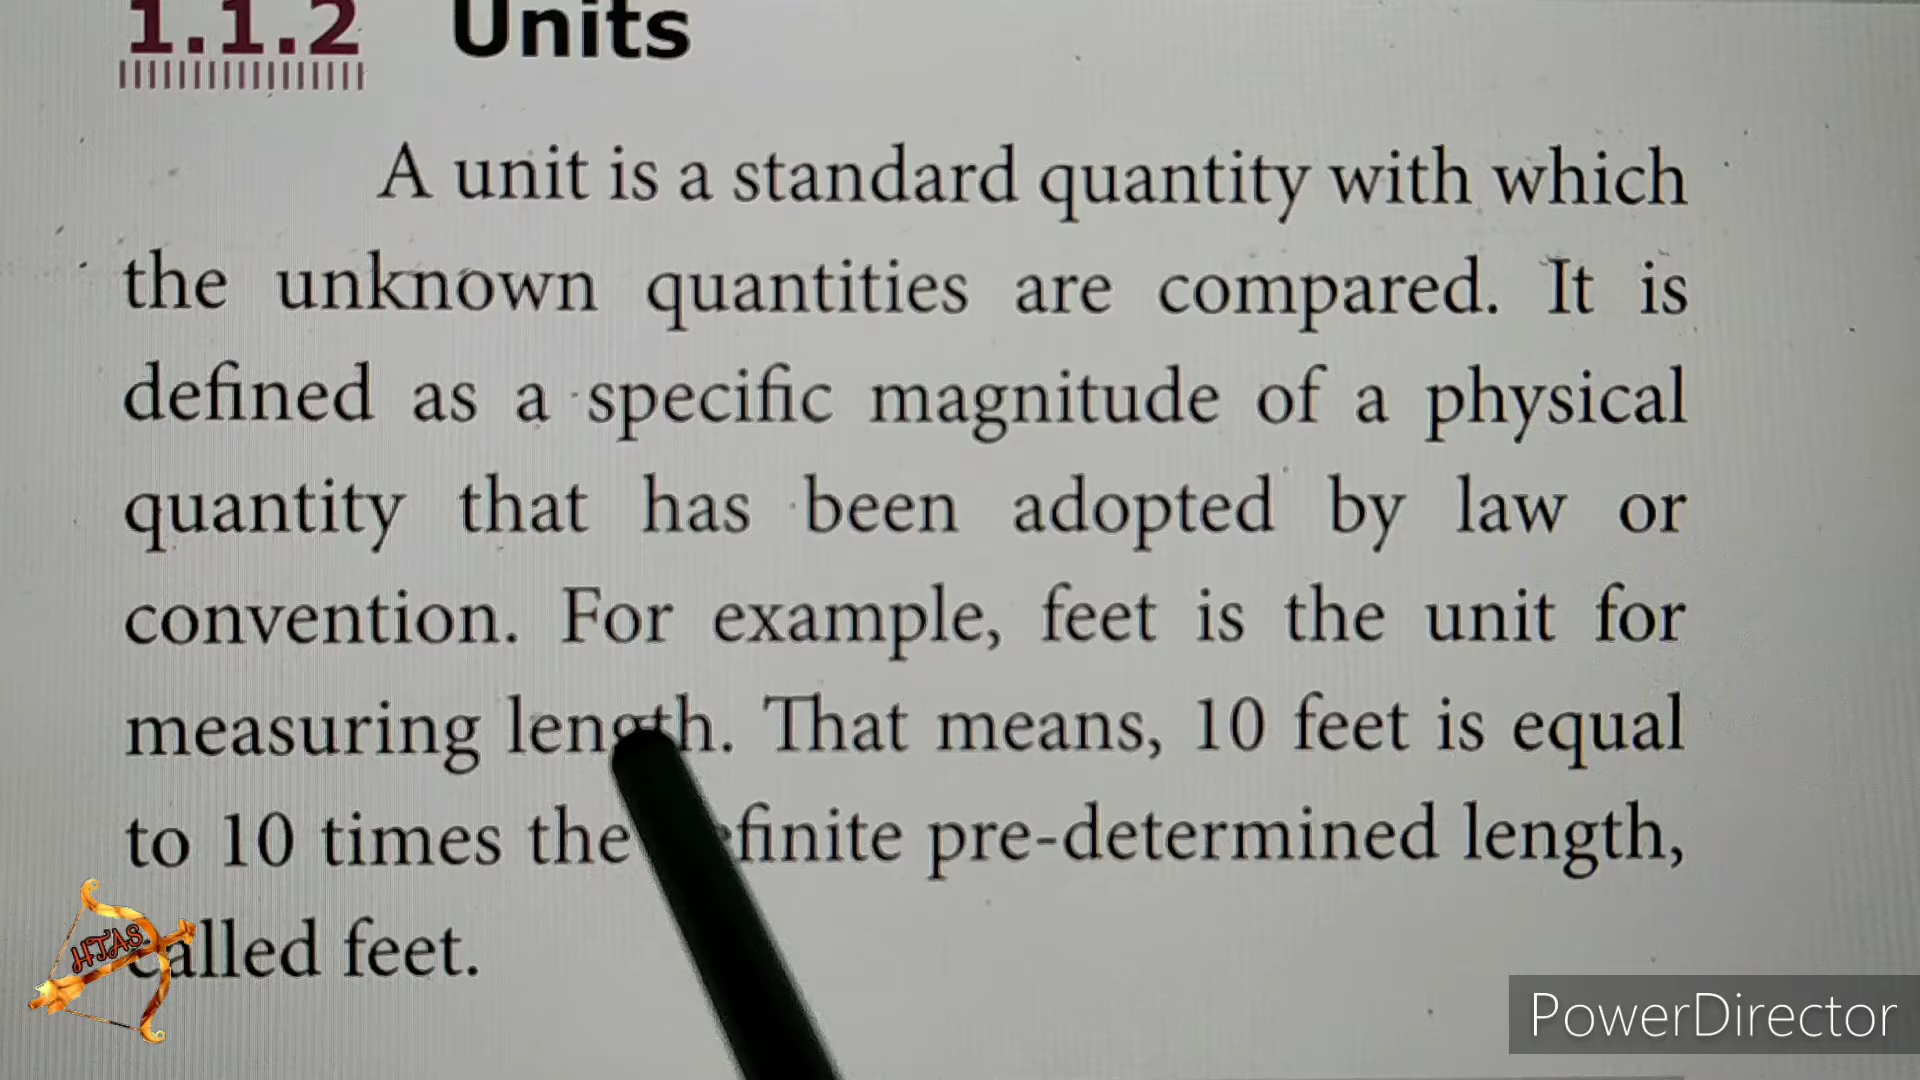 1.1.2 Units
A unit is a standard quantity with which
the unknown quantities are compared. It is
defined as a specific magnitude of a physical
quantity that has been adopted by law or
convention. For example, feet is the unit for
measuring length. That means, 10 feet is equal
to 10 times the finite pre-determined length,
called feet.
HTAS
PowerDirector